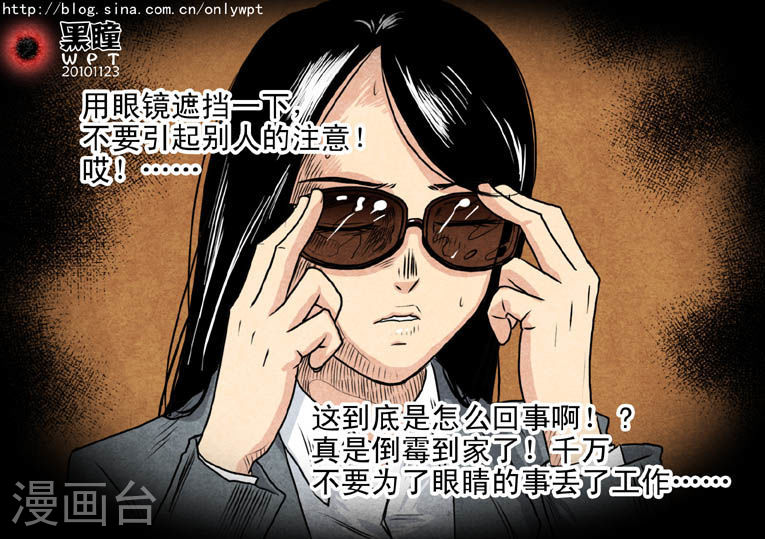 http://blog.sina.com.cn/onlywpt
黑瞳
WPT
20101123
用眼镜遮挡一下，
不要引起别人的注意！
哎！……
这到底是怎么回事啊！？
真是倒霉到家了！千万
不要为了眼睛的事丢了工作……
漫画台